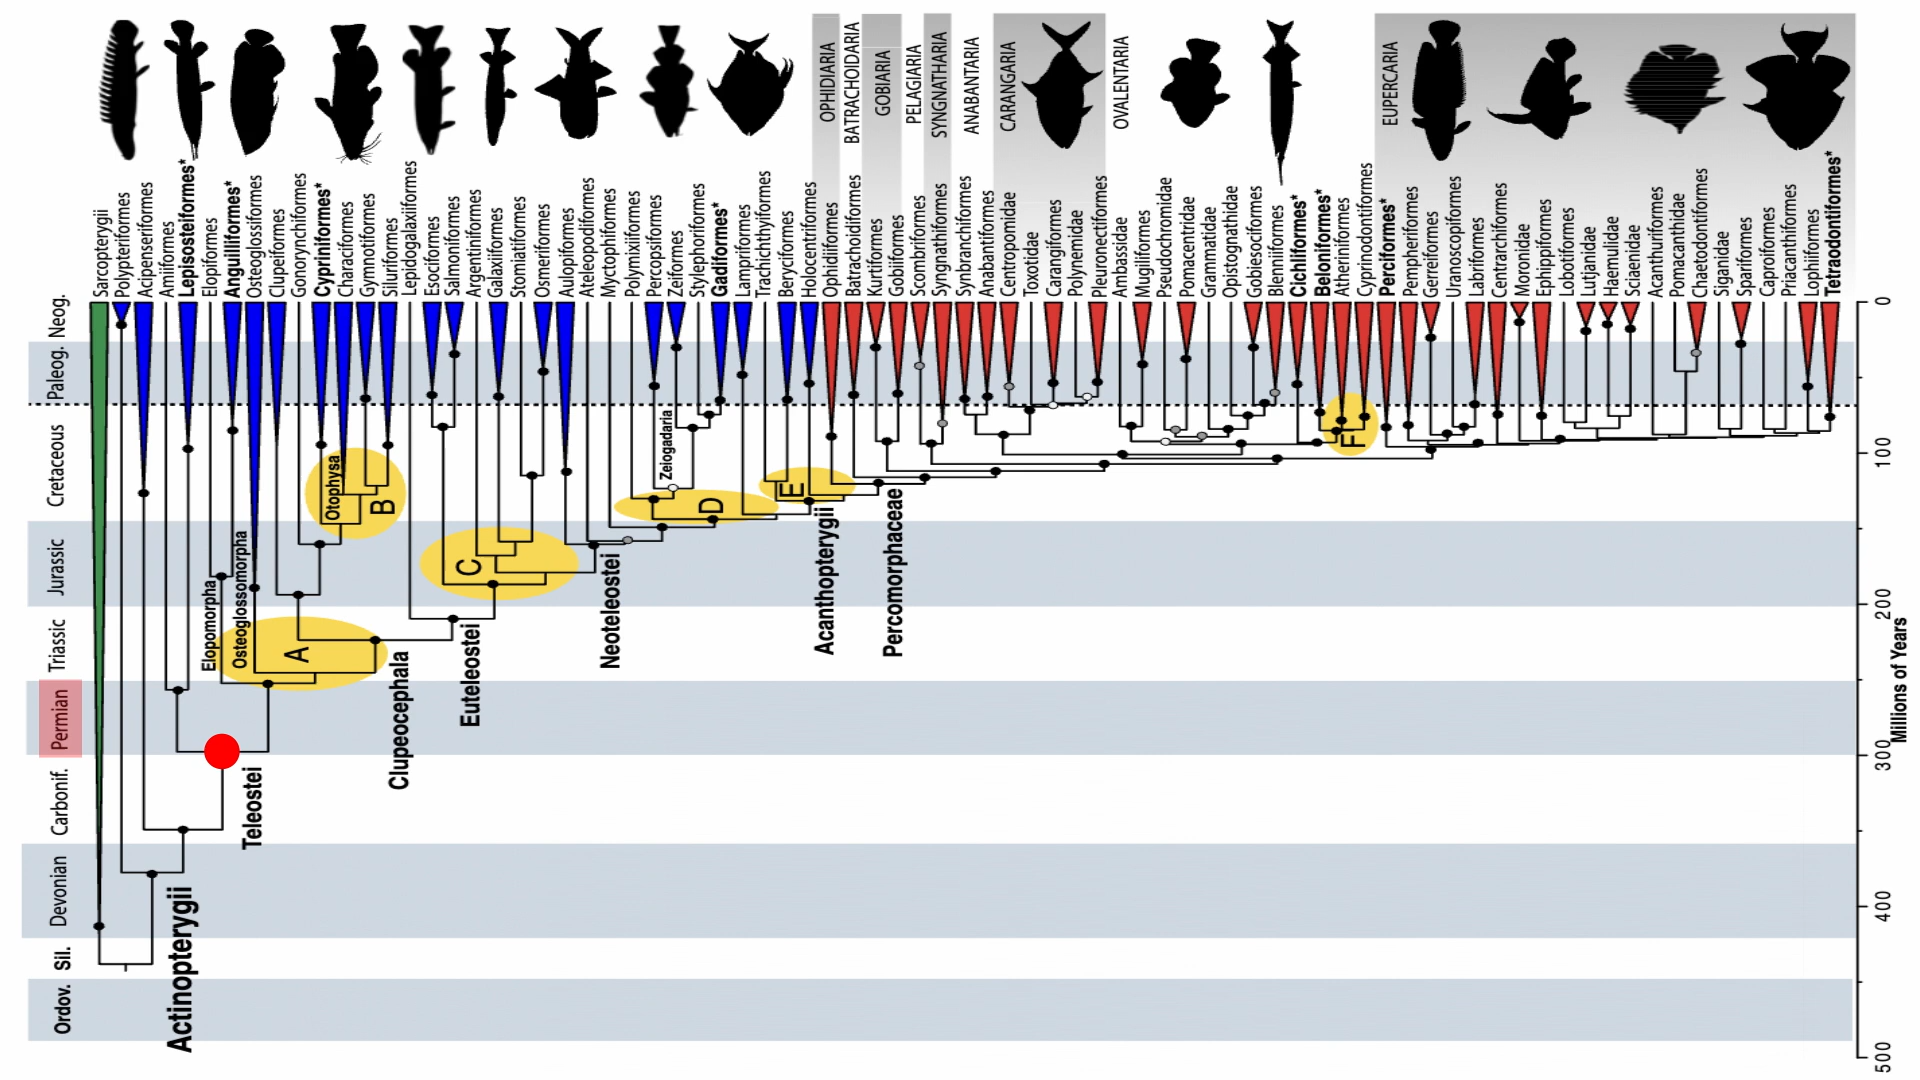 OPHIDIARIA
BATRACHOIDARIA
GOBIARIA
PELAGIARIA
SYNGNATHARIA
ANABANTARIA
CARANGARIA
OVALENTARIA
EUPERCARIA
Sarcopterygii
Polypteriformes
Acipenseriformes
Amiiformes
Lepisosteiformes*
Elopiformes
Anguilliformes*
Osteoglossiformes
Clupeiformes
Gonorynchiformes
Cypriniformes*
Characiformes
Gymnotiformes
Siluriformes
Lepidogalaxiiformes
Esociformes
Salmoniformes
Argentiniformes
Galaxiiformes
Stomiatiformes
Osmeriformes
Aulopiformes
Ateleopodiformes
Myctophiformes
Polymixiiformes
Percopsiformes
Zeiformes
Stylephoriformes
Gadiformes*
Lampriformes
Trachichthyiformes
Beryciformes
Holocentriformes
Ophidiiformes
Batrachoidiformes
Kurtiformes
Gobiiformes
Scombriformes
Syngnathiformes
Synbranchiformes
Anabantiformes
Centropomidae
Toxotidae
Carangiformes
Polynemidae
Pleuronectiformes
Ambassidae
Mugiliformes
Pseudochromidae
Pomacentridae
Grammatidae
Opistognathidae
Gobiesociformes
Blenniiformes
Cichliformes*
Beloniformes*
Atheriniformes
Cyprinodontiformes
Perciformes*
Pempheriformes
Gerreiformes
Uranoscopiformes
Labriformes
Centrarchiformes
Moronidae
Ephippiformes
Lobotiformes
Lutjanidae
Haemulidae
Sciaenidae
Acanthuriformes
Pomacanthidae
Chaetodontiformes
Siganidae
Spariformes
Caproiformes
Priacanthiformes
Lophiiformes
Tetraodontiformes*
Neog.
Paleog.
Cretaceous
Jurassic
Triassic
Permian
Carbonif.
Devonian
Sil.
Ordov.
Actinopterygii
Teleostei
Elopomorpha
Osteoglossomorpha
A
Otophysa
B
Clupeocephala
Euteleostei
C
Neoteleostei
Zeiogadaria
D
E
Acanthopterygii
Percomorphaceae
F
0
100
200
300
400
500
Millions of Years